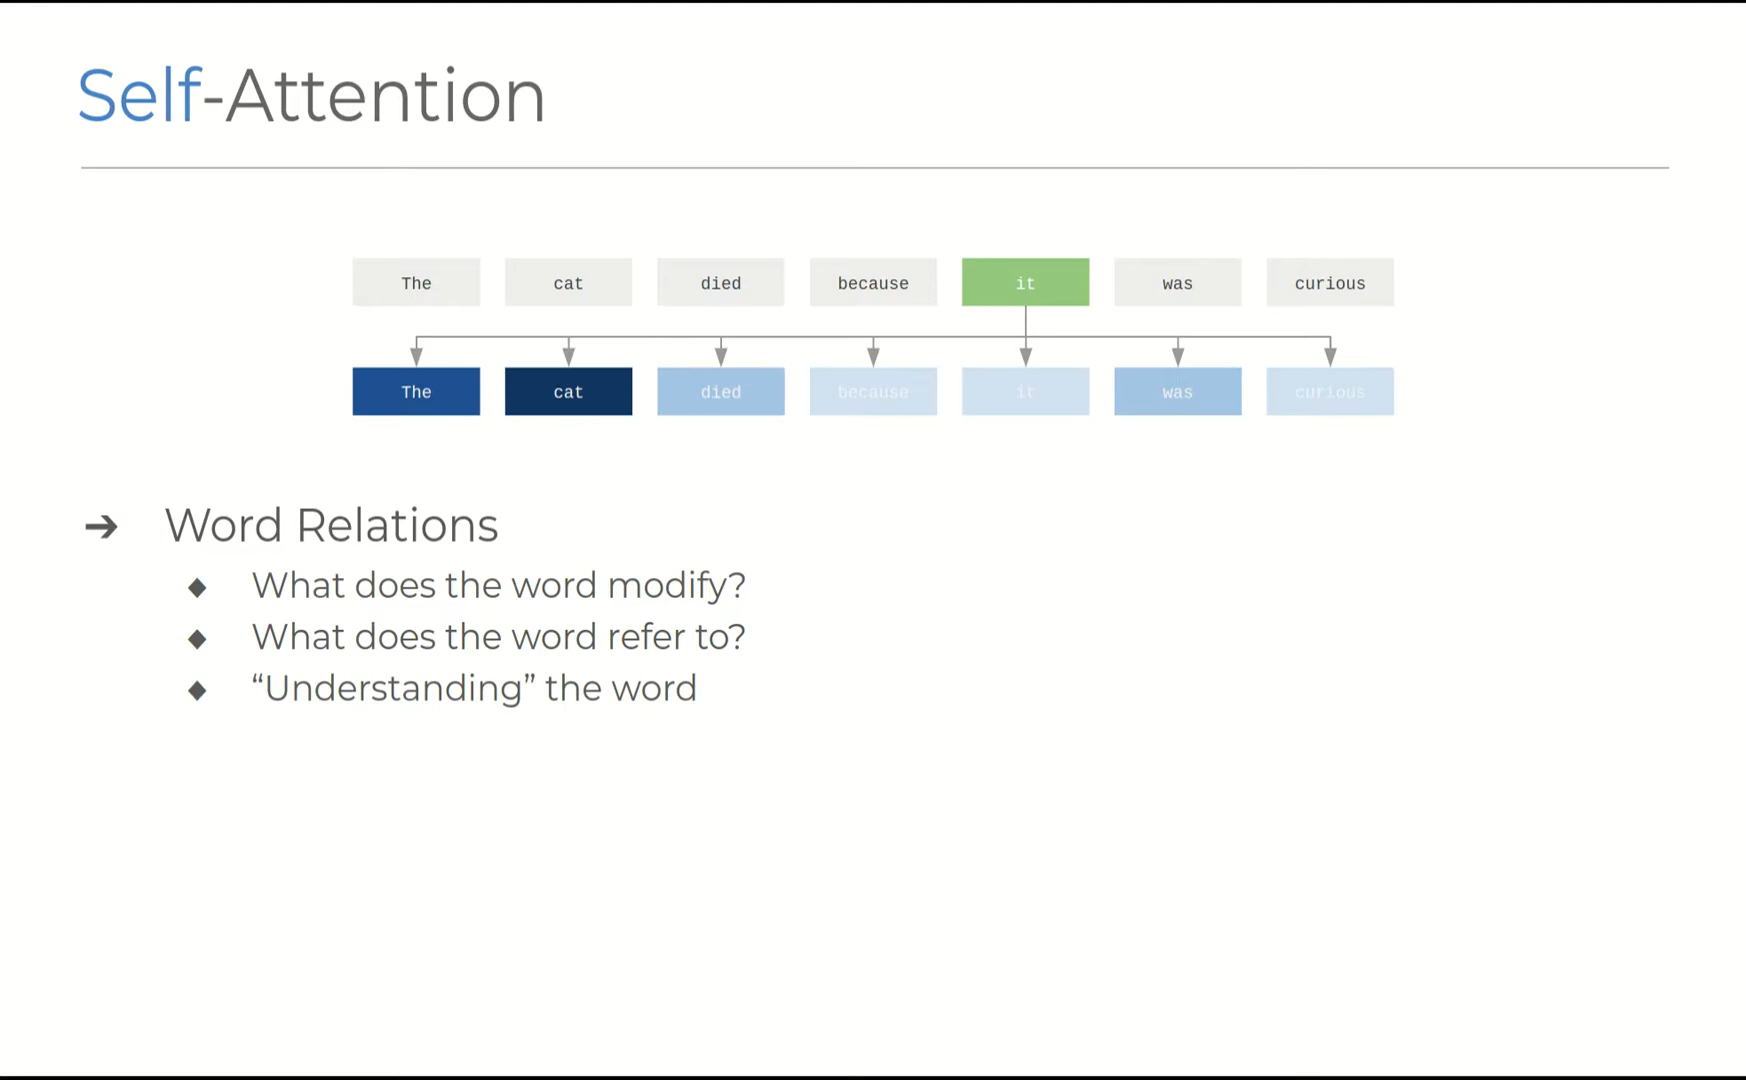 Self-Attention
The cat died because it was curious
The cat died because it was curious
➔ Word Relations
◆ What does the word modify?
◆ What does the word refer to?
◆ “Understanding” the word